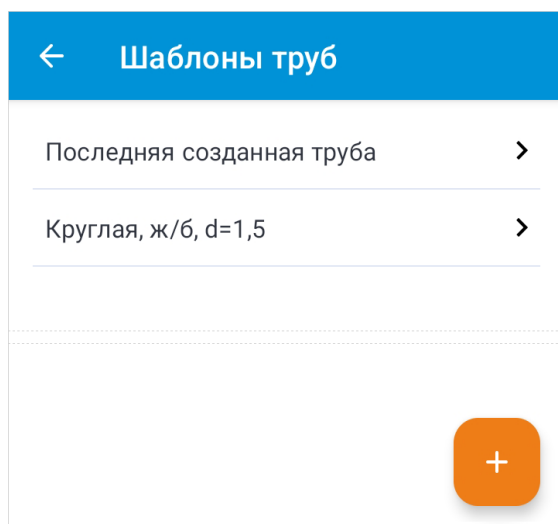 Шаблоны труб
Последняя созданная труба
Круглая, ж/б, d=1,5